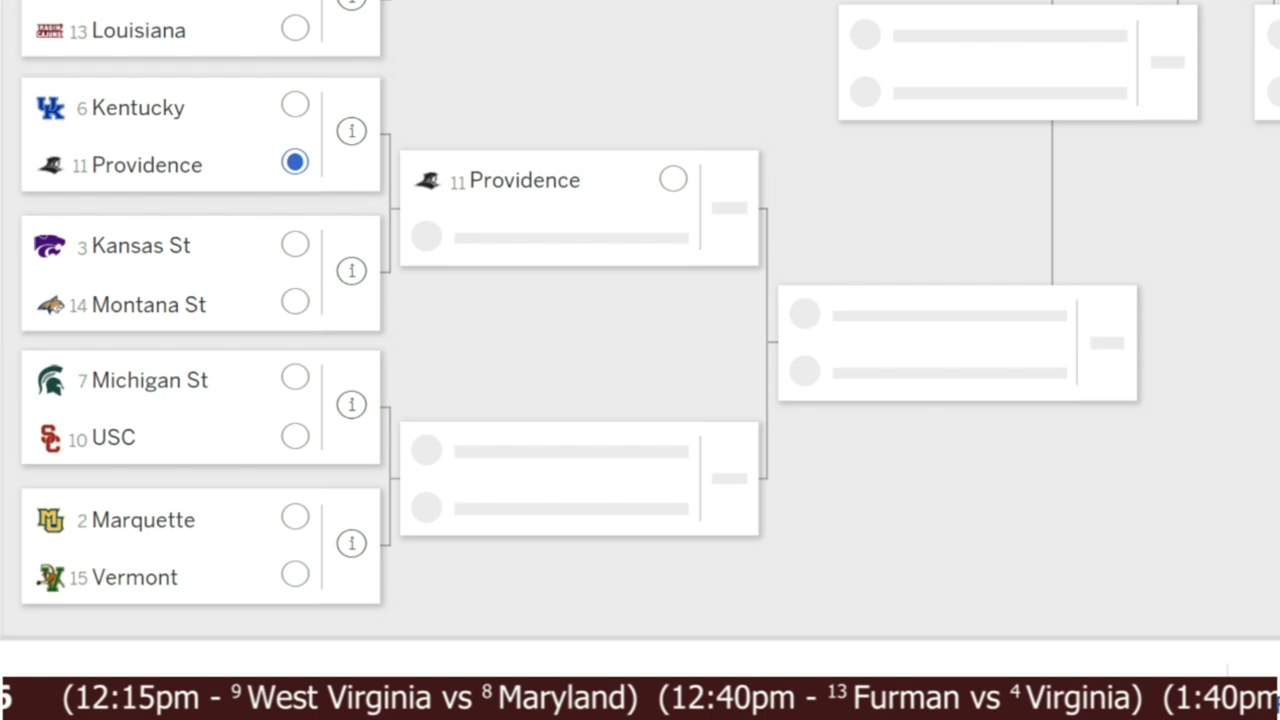 13 Louisiana
6 Kentucky
11 Providence
3 Kansas St
14 Montana St
7 Michigan St
10 USC
2 Marquette
15 Vermont
11 Providence
(12:15pm - 9 West Virginia vs 8 Maryland) (12:40pm - 13 Furman vs 4 Virginia) (1:40pm